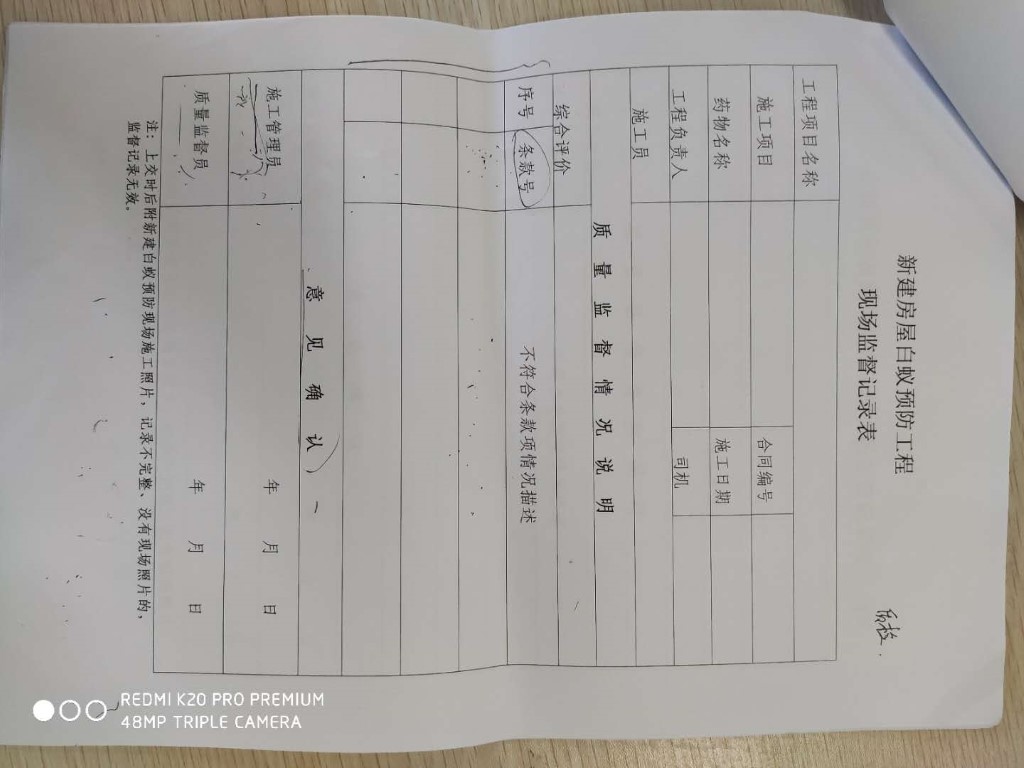 质检.
新建房屋白蚁预防工程
现场监督记录表
工程项目名称
施工项目 合同编号
药物名称 施工日期
工程负责人 司机
施工员
质量监督情况说明
综合评价
序号 条款号 不符合条款项情况描述
意见确认
施工管理员 年 月 日
质量监督员 年 月 日
注：上交时后附新建白蚁预防现场施工照片，记录不完整、没有现场照片的，
监督记录无效。
REDMI K20 PRO PREMIUM
48MP TRIPLE CAMERA